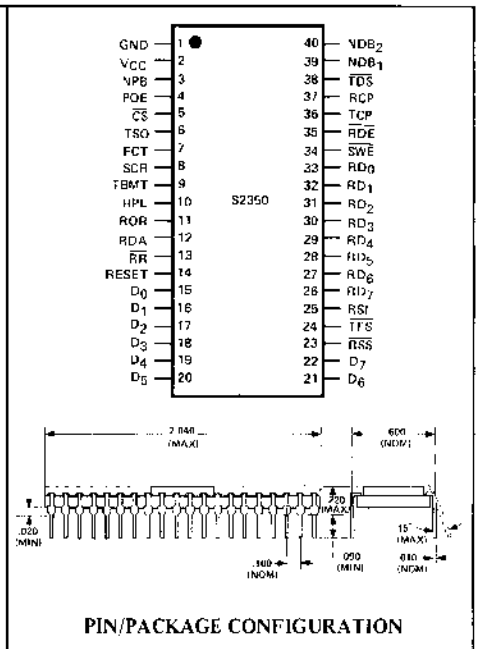 GND 1 40 NDB2
VCC 2 39 NDB1
NPB 3 38 TDS
POE 4 37 RCP
CS 5 36 TCP
TSO 6 35 RDE
FCT 7 34 SWE
SCR 8 33 RD0
TBMT 9 32 RD1
RPL 10 S2350 31 RD2
ROR 11 30 RD3
RDA 12 29 RD4
RR 13 28 RD5
RESET 14 27 RD6
D0 15 26 RD7
D1 16 25 RSI
D2 17 24 TFS
D3 18 23 RSS
D4 19 22 D7
D5 20 21 D6
2.040 (MAX)
.600 (NOM)
.020 (MIN)
(MAX)
.100 (NOM)
.090 (MIN)
15° (MAX)
.010 (NOM)
PIN/PACKAGE CONFIGURATION